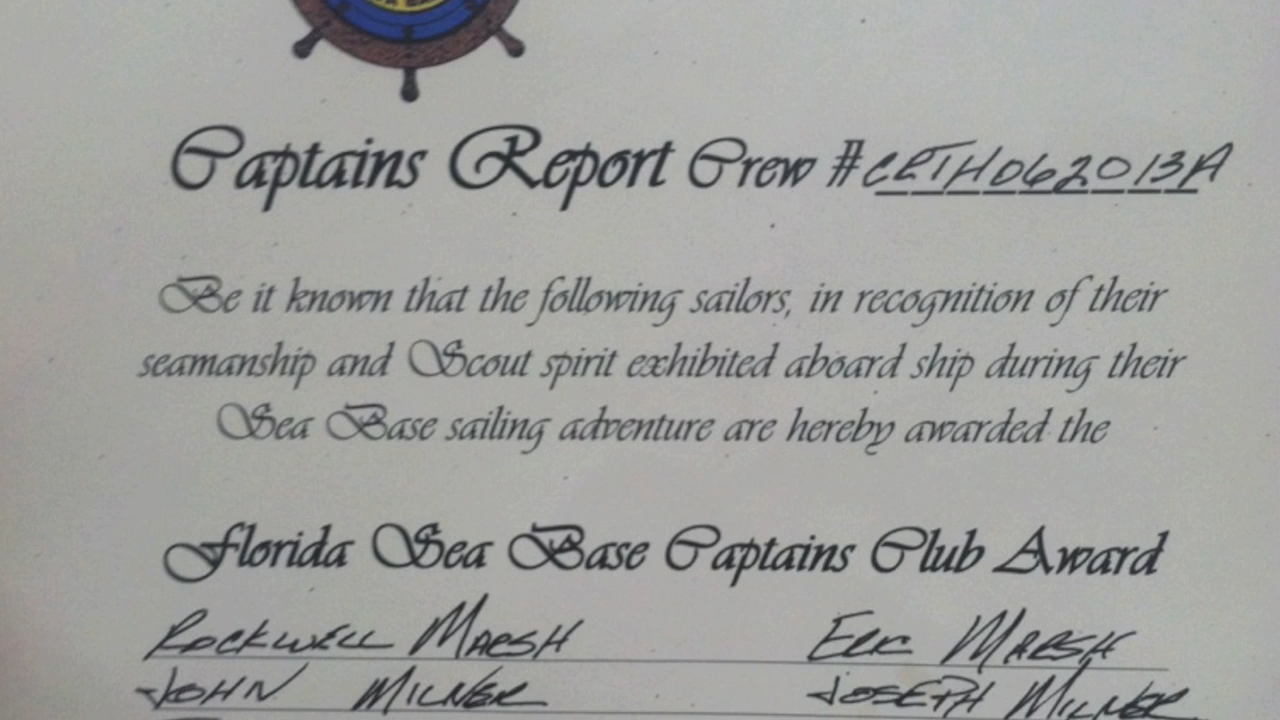 Captains Report Crew #CETH062013A
Be it known that the following sailors, in recognition of their
seamanship and Scout spirit exhibited aboard ship during their
Sea Base sailing adventure are hereby awarded the
Florida Sea Base Captains Club Award
ROCKWELL MARSH ERIC MARSH
JOHN MILNER JOSEPH MILNER